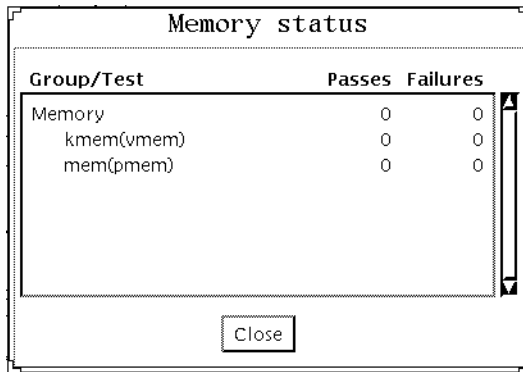 Memory status
Group/Test Passes Failures
Memory 0 0
kmem(vmem) 0 0
mem(pmem) 0 0
Close